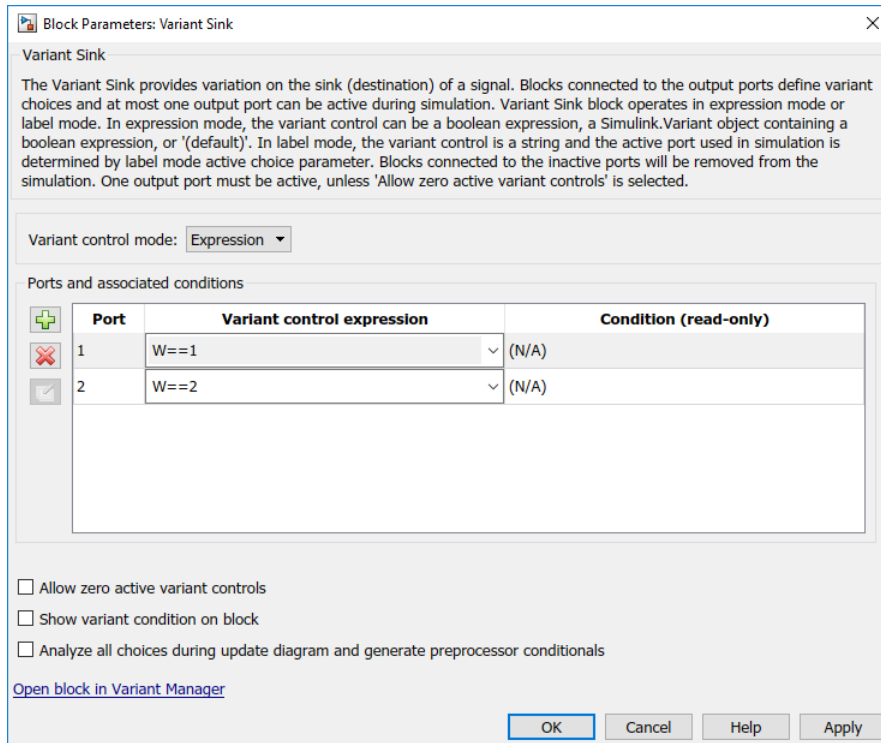 Block Parameters: Variant Sink
Variant Sink
The Variant Sink provides variation on the sink (destination) of a signal. Blocks connected to the output ports define variant
choices and at most one output port can be active during simulation. Variant Sink block operates in expression mode or
label mode. In expression mode, the variant control can be a boolean expression, a Simulink.Variant object containing a
boolean expression, or '(default)'. In label mode, the variant control is a string and the active port used in simulation is
determined by label mode active choice parameter. Blocks connected to the inactive ports will be removed from the
simulation. One output port must be active, unless 'Allow zero active variant controls' is selected.
Variant control mode: Expression
Ports and associated conditions
Port Variant control expression Condition (read-only)
1 W==1 (N/A)
2 W==2 (N/A)
Allow zero active variant controls
Show variant condition on block
Analyze all choices during update diagram and generate preprocessor conditionals
Open block in Variant Manager
OK Cancel Help Apply